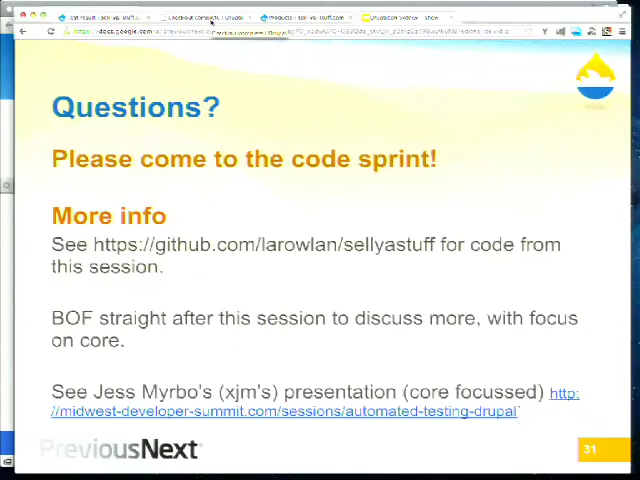 Questions?
Please come to the code sprint!
More info
See https://github.com/larowlan/sellyastuff for code from
this session.
BOF straight after this session to discuss more, with focus
on core.
See Jess Myrbo's (xjm's) presentation (core focussed) http:
//midwest-developer-summit.com/sessions/automated-testing-drupal
PreviousNext
31